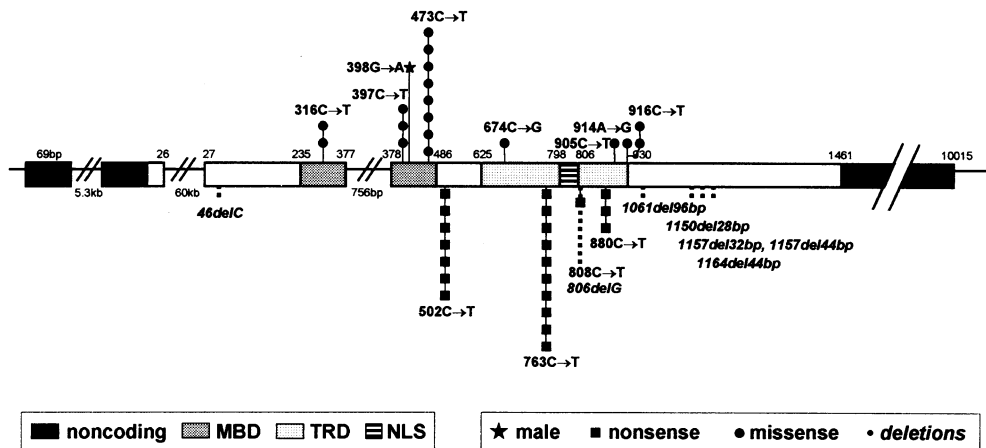 473C→T
398G→A
397C→T
316C→T
916C→T
674C→G
914A→G
905C→T
69bp
26
27
235
377
378
486
625
798
806
930
1461
10015
5.3kb
60kb
756bp
46delC
1061del96bp
1150del28bp
1157del32bp, 1157del44bp
1164del44bp
880C→T
808C→T
806delG
502C→T
763C→T
noncoding MBD TRD NLS
male nonsense missense deletions